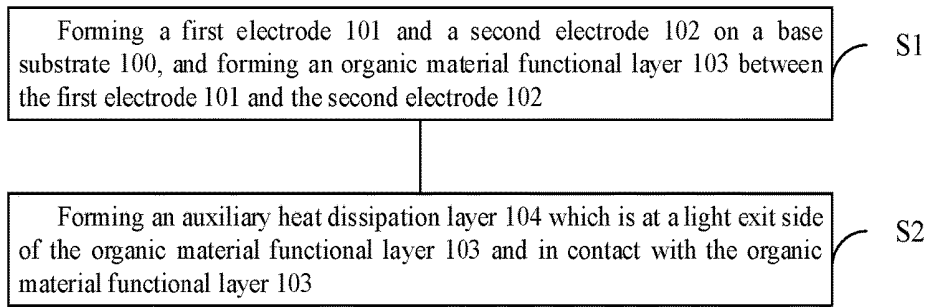 Forming a first electrode 101 and a second electrode 102 on a base
substrate 100, and forming an organic material functional layer 103 between
the first electrode 101 and the second electrode 102
S1
Forming an auxiliary heat dissipation layer 104 which is at a light exit side
of the organic material functional layer 103 and in contact with the organic
material functional layer 103
S2